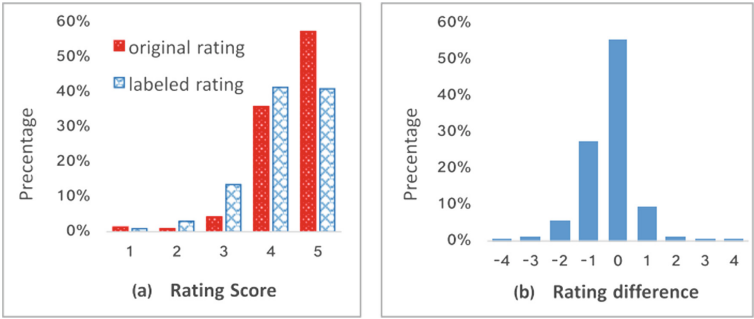 60%
50%
40%
30%
20%
10%
0%
Precentage
original rating
labeled rating
1 2 3 4 5
(a) Rating Score
60%
50%
40%
30%
20%
10%
0%
Precentage
-4 -3 -2 -1 0 1 2 3 4
(b) Rating difference